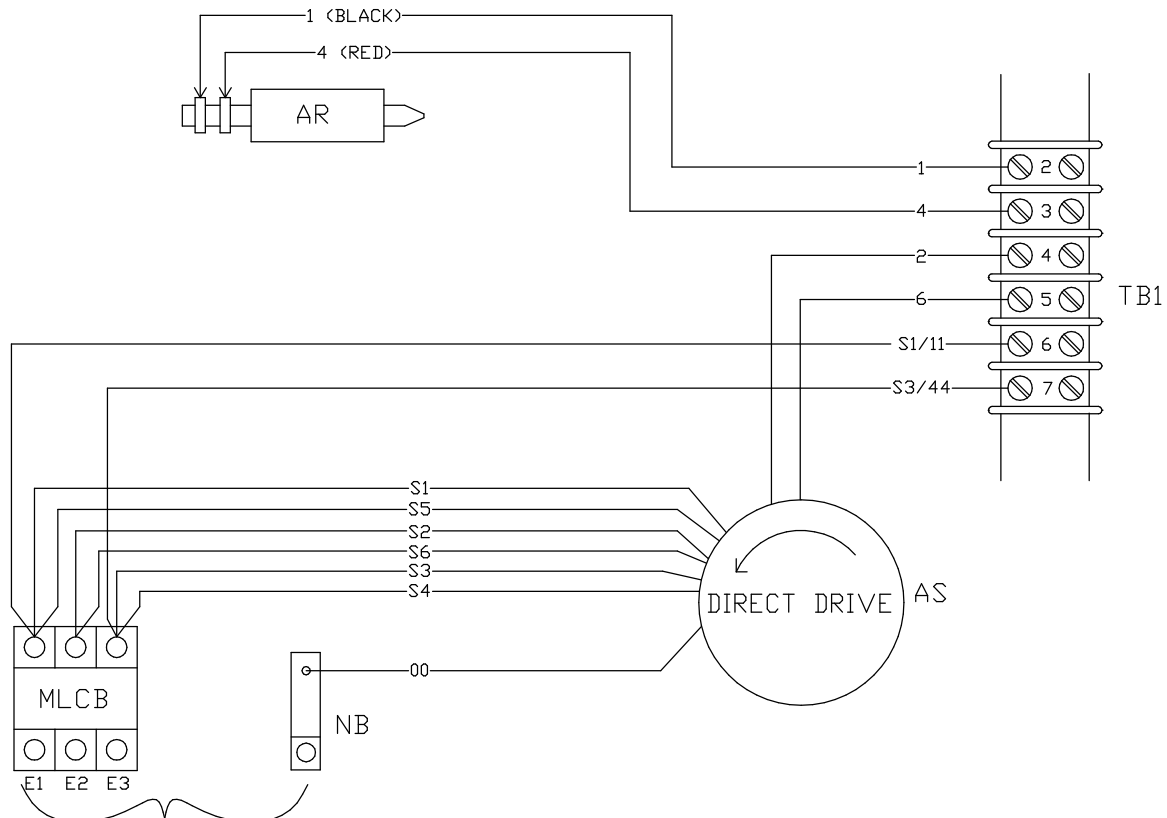 1 (BLACK)
4 (RED)
AR
1
2
4
3
2
4
6
5
TB1
S1/11
6
S3/44
7
S1
S5
S2
S6
S3
S4
DIRECT DRIVE
AS
00
MLCB
NB
E1 E2 E3